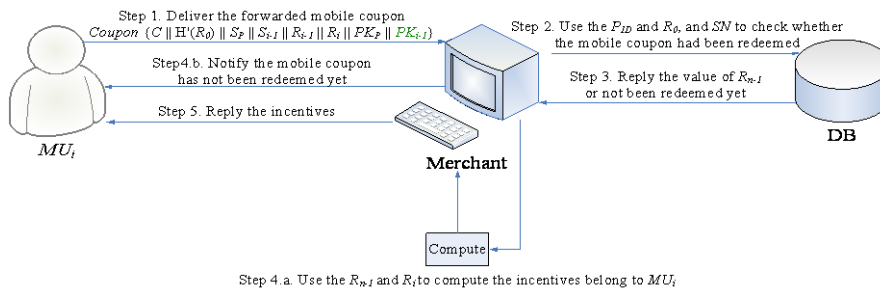 Step 1. Deliver the forwarded mobile coupon
Coupon {C || H'(R0) || SP || Si-1 || Ri-1 || Ri || PKP || PKi-1}
Step 2. Use the PID and R0, and SN to check whether
the mobile coupon had been redeemed
Step4.b. Notify the mobile coupon
has not been redeemed yet
Step 3. Reply the value of Rn-1
or not been redeemed yet
Step 5. Reply the incentives
MUi
Merchant
DB
Compute
Step 4.a. Use the Rn-1 and Ri to compute the incentives belong to MUi